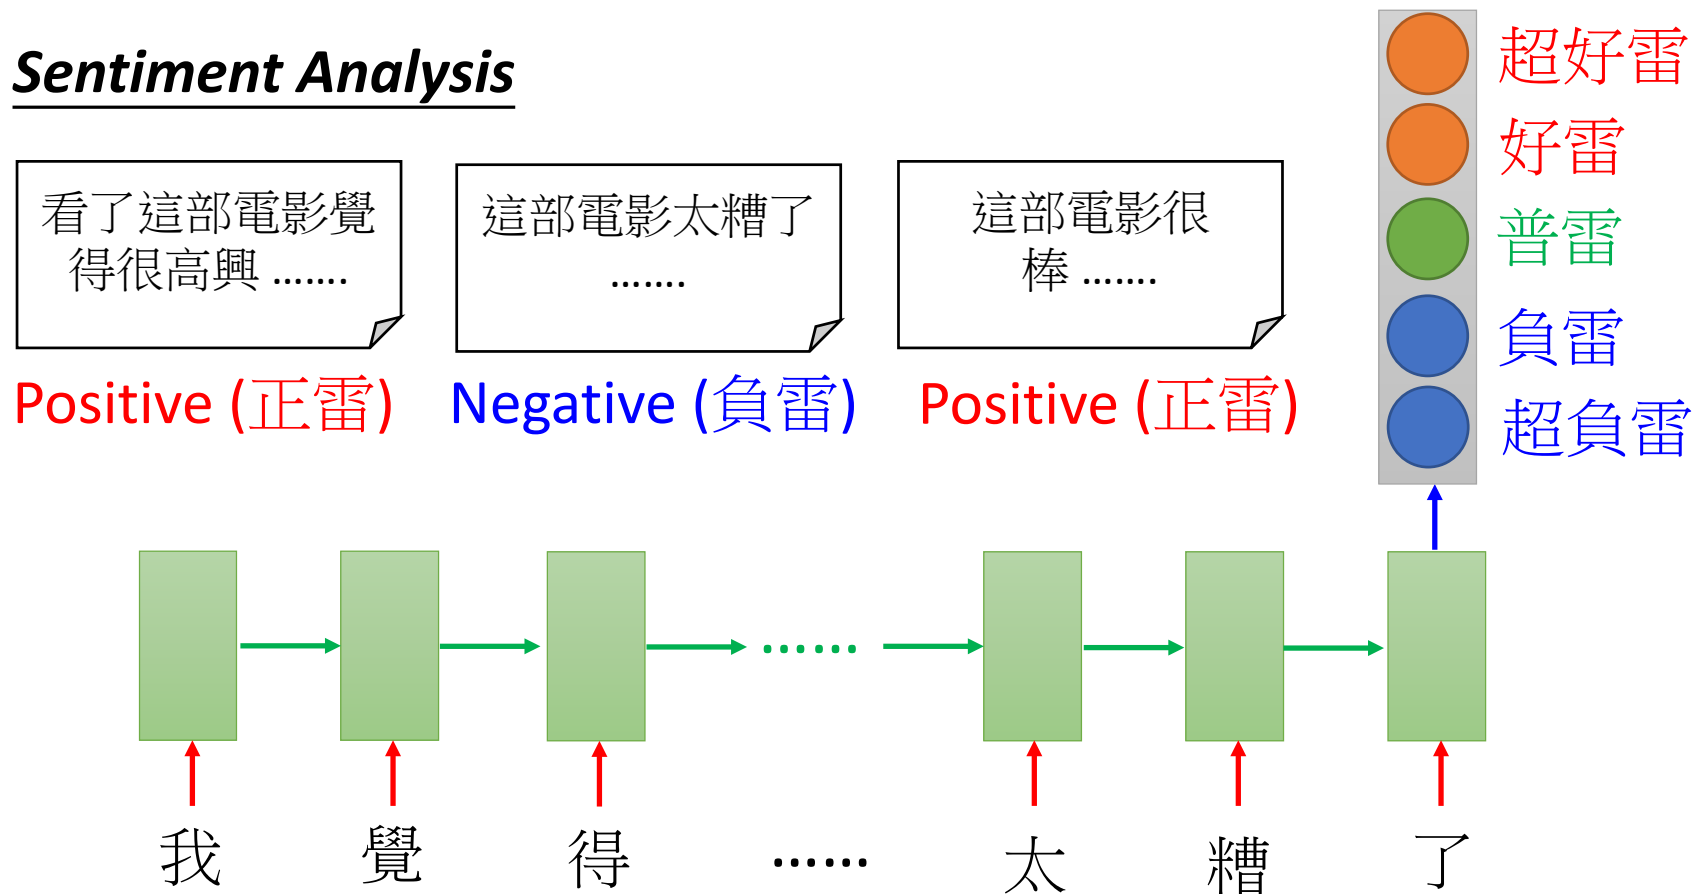 Sentiment Analysis
看了這部電影覺
得很高興 …….
Positive (正雷)
這部電影太糟了
…….
Negative (負雷)
這部電影很
棒 …….
Positive (正雷)
超好雷
好雷
普雷
負雷
超負雷
……
我 覺 得 …… 太 糟 了